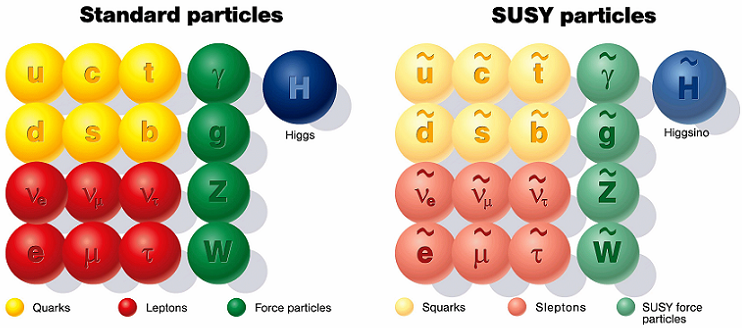 Standard particles SUSY particles
u c t γ H ũ c̃ t̃ γ̃ H̃
Higgs Higgsino
d s b g d̃ s̃ b̃ g̃
νe νμ ντ Z ν̃e ν̃μ ν̃τ Z̃
e μ τ W ẽ μ̃ τ̃ W̃
Quarks Leptons Force particles Squarks Sleptons SUSY force
particles